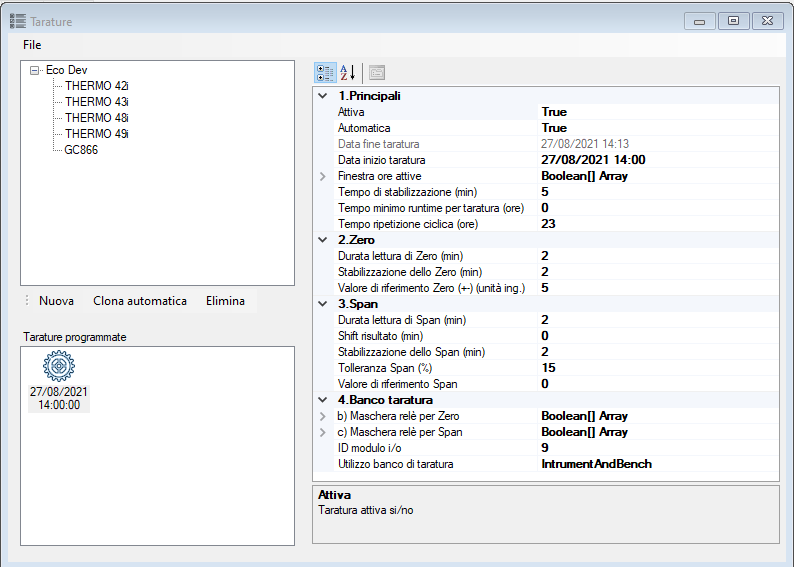 Tarature
File
Eco Dev
THERMO 42i
THERMO 43i
THERMO 48i
THERMO 49i
GC866
Nuova Clona automatica Elimina
Tarature programmate
27/08/2021
14:00:00
1.Principali
Attiva True
Automatica True
Data fine taratura 27/08/2021 14:13
Data inizio taratura 27/08/2021 14:00
Finestra ore attive Boolean[] Array
Tempo di stabilizzazione (min) 5
Tempo minimo runtime per taratura (ore) 0
Tempo ripetizione ciclica (ore) 23
2.Zero
Durata lettura di Zero (min) 2
Stabilizzazione dello Zero (min) 2
Valore di riferimento Zero (+-) (unità ing.) 5
3.Span
Durata lettura di Span (min) 2
Shift risultato (min) 0
Stabilizzazione dello Span (min) 2
Tolleranza Span (%) 15
Valore di riferimento Span 0
4.Banco taratura
b) Maschera relè per Zero Boolean[] Array
c) Maschera relè per Span Boolean[] Array
ID modulo i/o 9
Utilizzo banco di taratura IntrumentAndBench
Attiva
Taratura attiva si/no